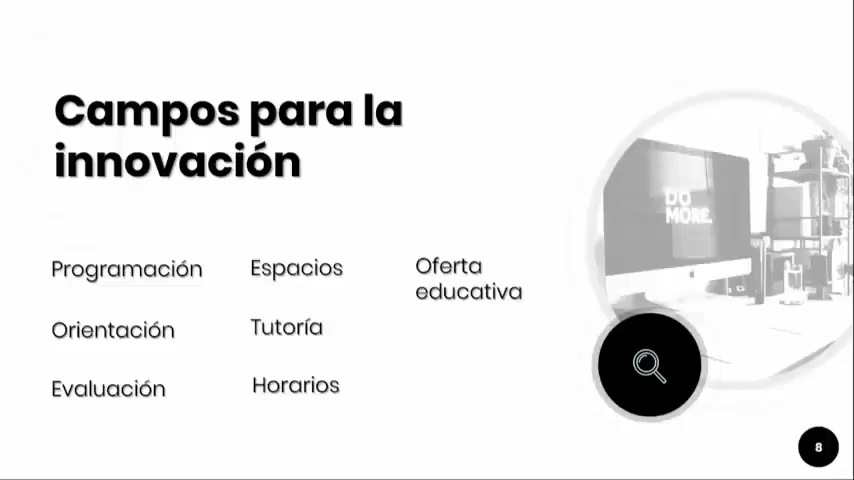 Campos para la
innovación
Programación
Orientación
Evaluación
Espacios
Tutoría
Horarios
Oferta
educativa
DO
MORE.
8